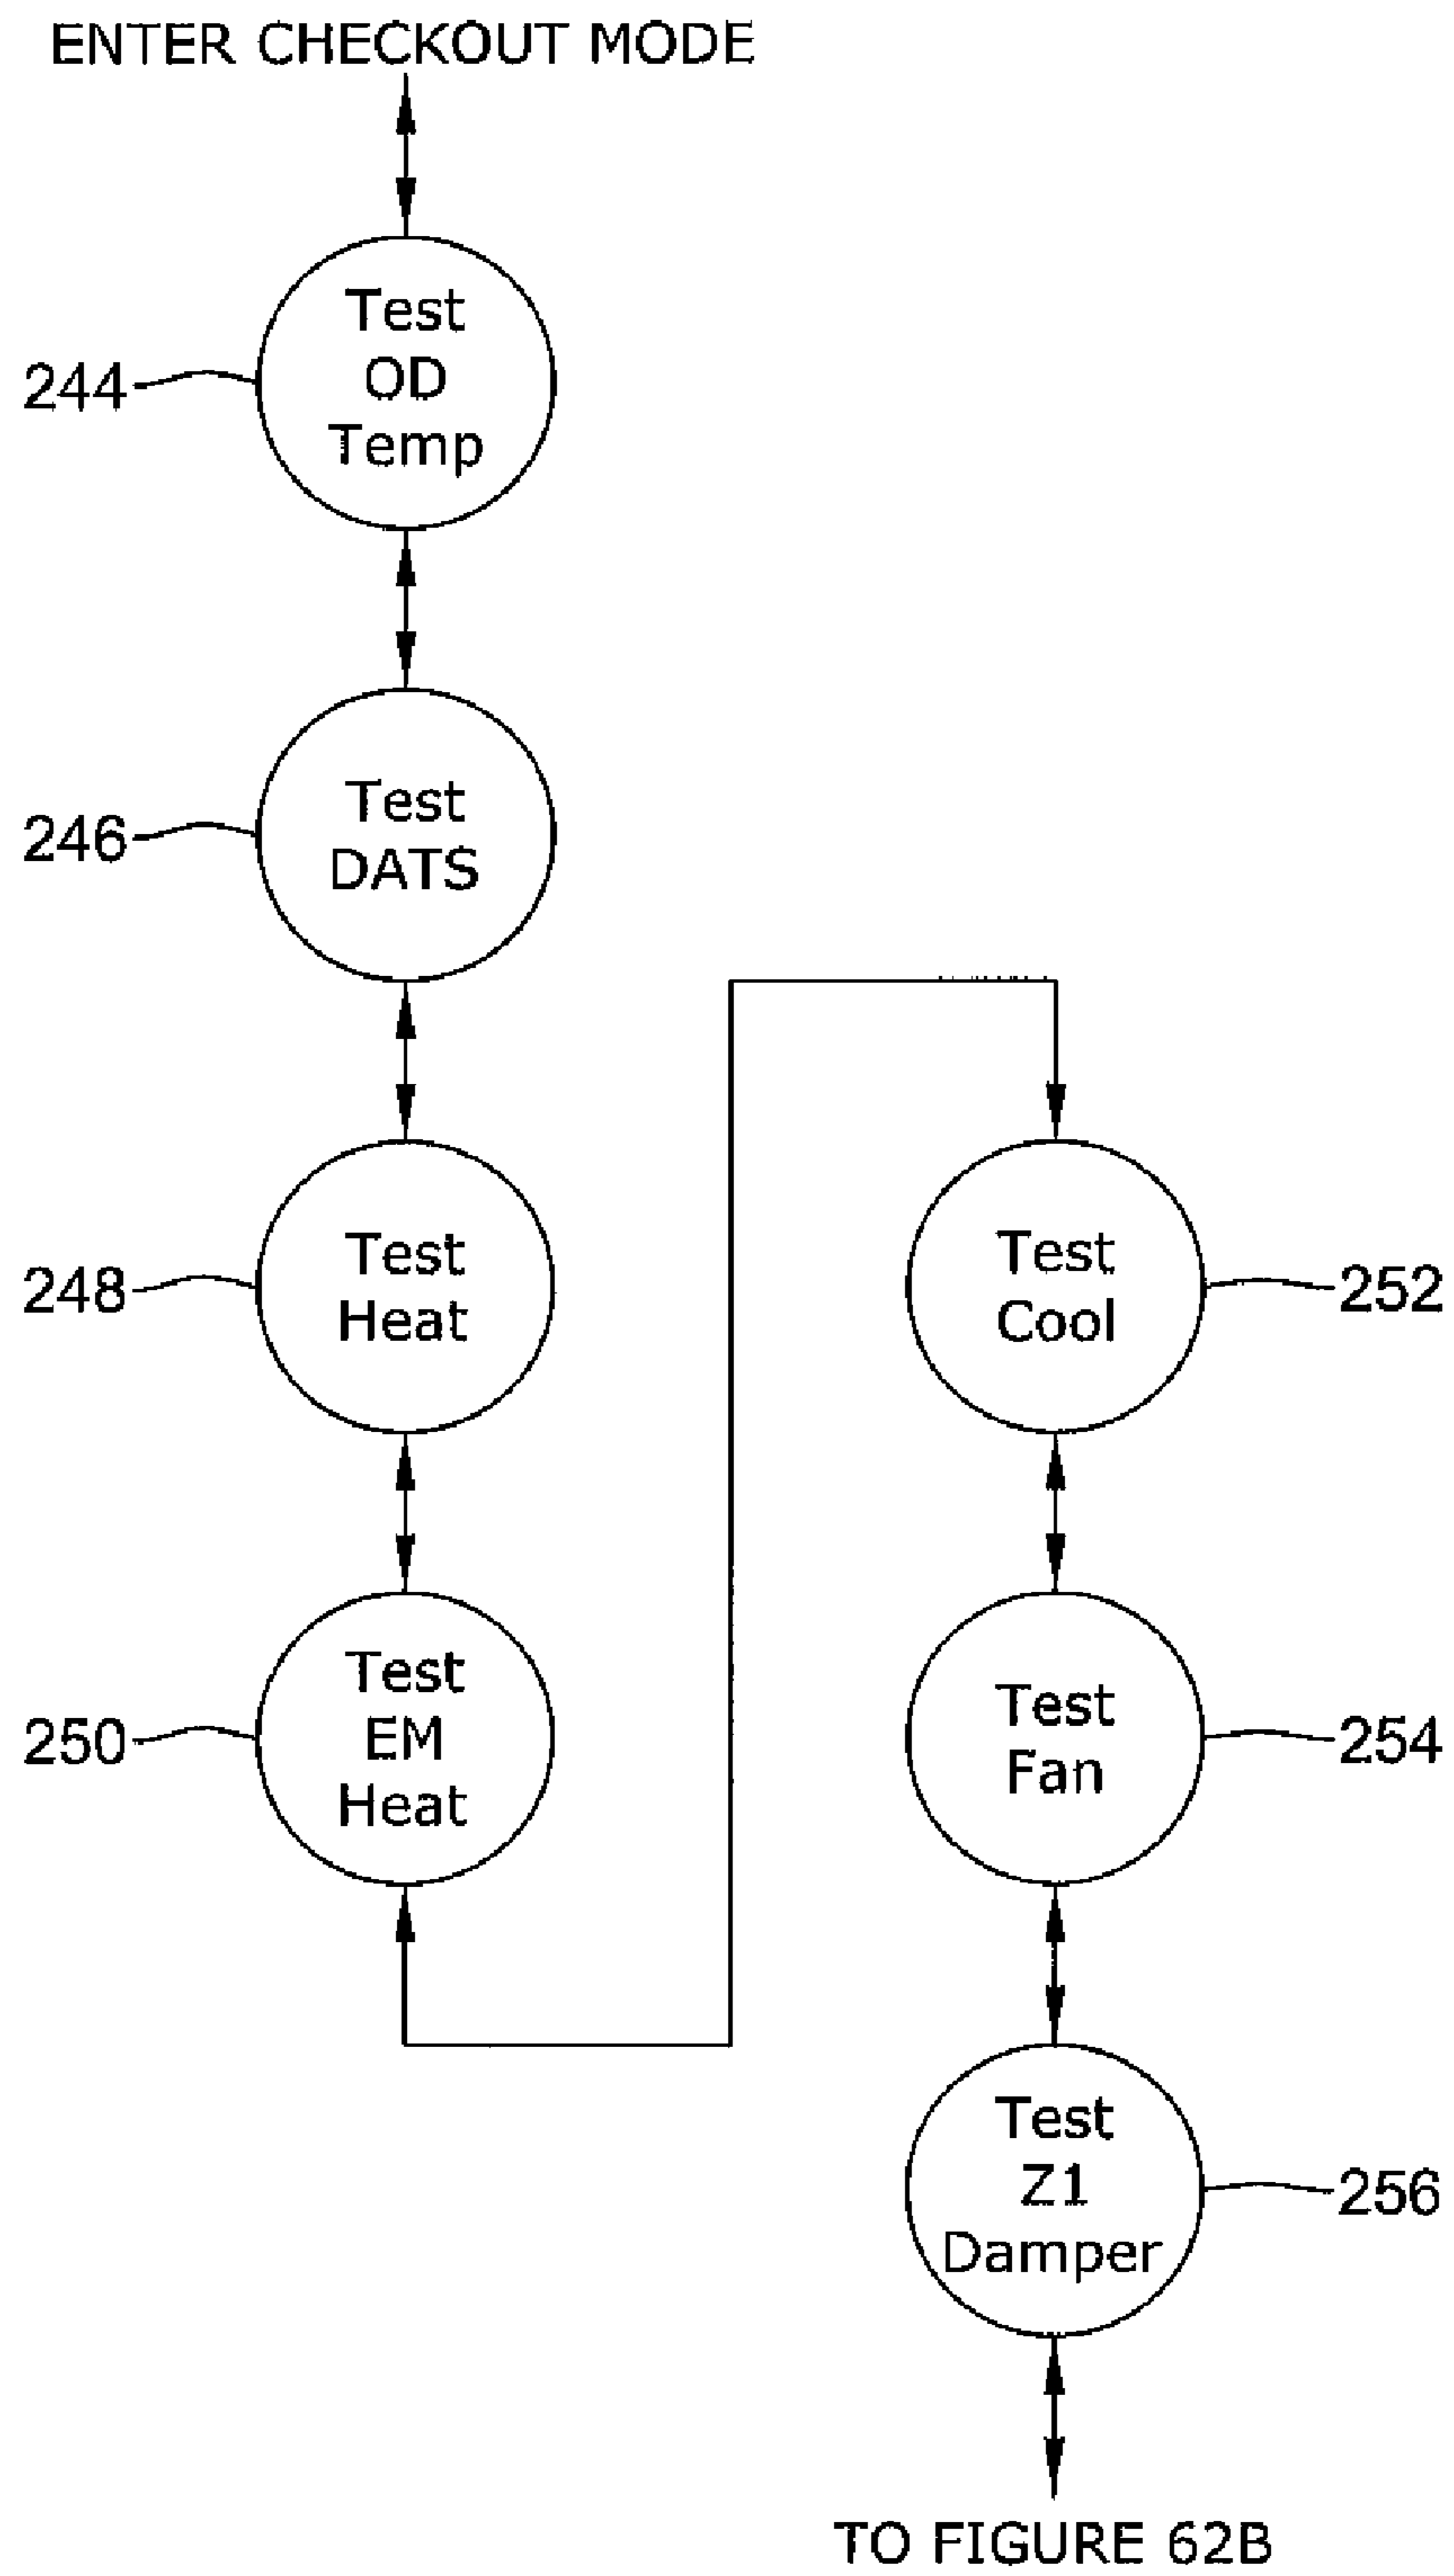 ENTER CHECKOUT MODE
244
Test
OD
Temp
246
Test
DATS
248
Test
Heat
250
Test
EM
Heat
Test
Cool
252
Test
Fan
254
Test
Z1
Damper
256
TO FIGURE 62B